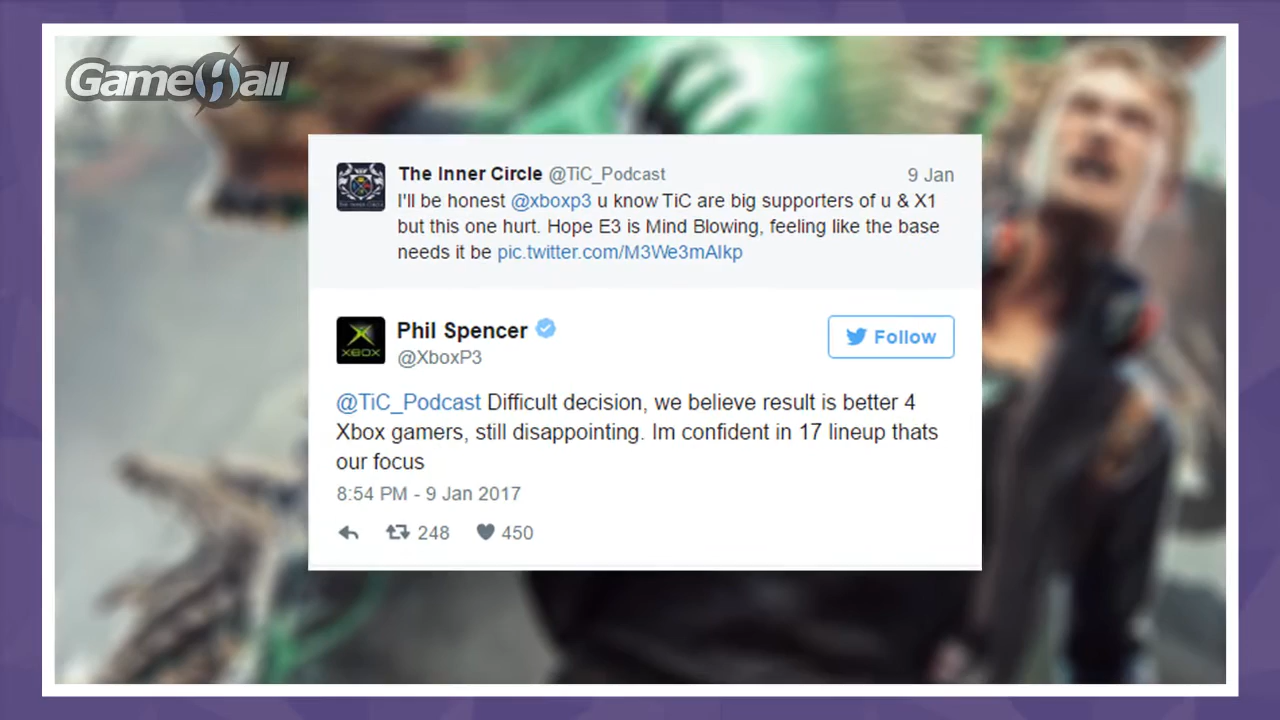 GameHall
The Inner Circle @TiC_Podcast 9 Jan
I'll be honest @xboxp3 u know TiC are big supporters of u & X1
but this one hurt. Hope E3 is Mind Blowing, feeling like the base
needs it be pic.twitter.com/M3We3mAIkp
Phil Spencer
@XboxP3
Follow
XBOX
@TiC_Podcast Difficult decision, we believe result is better 4
Xbox gamers, still disappointing. Im confident in 17 lineup thats
our focus
8:54 PM - 9 Jan 2017
248 450